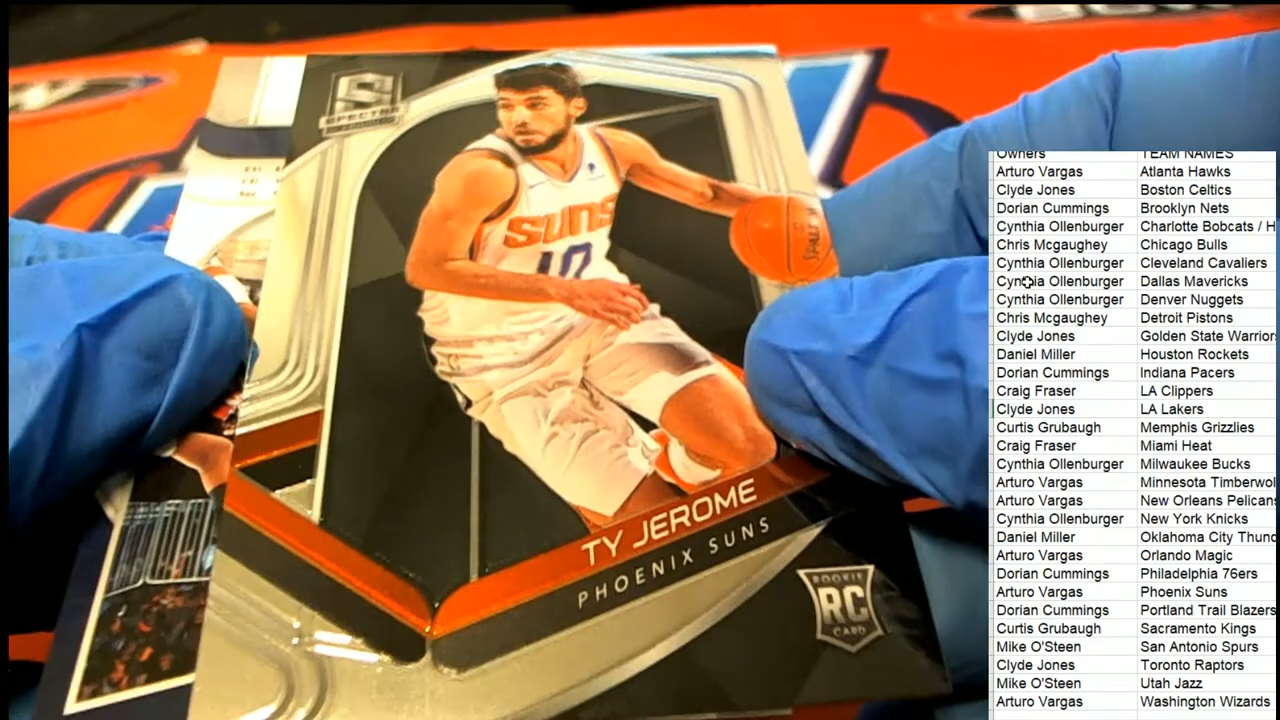 SPECTRA
SUNS
10
SPALDING
TY JEROME
PHOENIX SUNS
ROOKIE
RC
CARD
Owners TEAM NAMES
Arturo Vargas Atlanta Hawks
Clyde Jones Boston Celtics
Dorian Cummings Brooklyn Nets
Cynthia Ollenburger Charlotte Bobcats / H
Chris Mcgaughey Chicago Bulls
Cynthia Ollenburger Cleveland Cavaliers
Cynthia Ollenburger Dallas Mavericks
Cynthia Ollenburger Denver Nuggets
Chris Mcgaughey Detroit Pistons
Clyde Jones Golden State Warriors
Daniel Miller Houston Rockets
Dorian Cummings Indiana Pacers
Craig Fraser LA Clippers
Clyde Jones LA Lakers
Curtis Grubaugh Memphis Grizzlies
Craig Fraser Miami Heat
Cynthia Ollenburger Milwaukee Bucks
Arturo Vargas Minnesota Timberwol
Arturo Vargas New Orleans Pelicans
Cynthia Ollenburger New York Knicks
Daniel Miller Oklahoma City Thunc
Arturo Vargas Orlando Magic
Dorian Cummings Philadelphia 76ers
Arturo Vargas Phoenix Suns
Dorian Cummings Portland Trail Blazers
Curtis Grubaugh Sacramento Kings
Mike O'Steen San Antonio Spurs
Clyde Jones Toronto Raptors
Mike O'Steen Utah Jazz
Arturo Vargas Washington Wizards